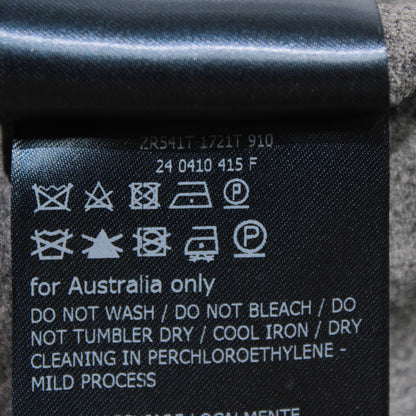 2R541T 1721T 910
24 0410 415 F
P
P
for Australia only
DO NOT WASH / DO NOT BLEACH / DO
NOT TUMBLER DRY / COOL IRON / DRY
CLEANING IN PERCHLOROETHYLENE -
MILD PROCESS